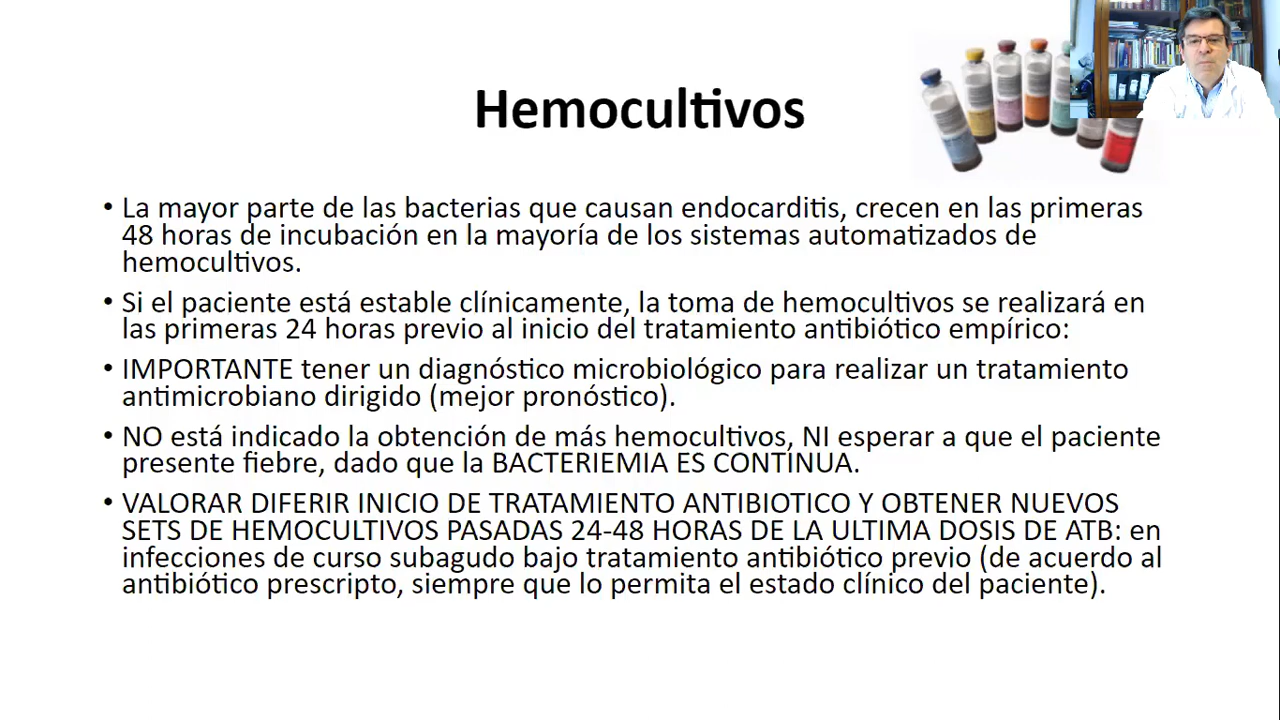 Hemocultivos
• La mayor parte de las bacterias que causan endocarditis, crecen en las primeras
48 horas de incubación en la mayoría de los sistemas automatizados de
hemocultivos.
• Si el paciente está estable clínicamente, la toma de hemocultivos se realizará en
las primeras 24 horas previo al inicio del tratamiento antibiótico empírico:
• IMPORTANTE tener un diagnóstico microbiológico para realizar un tratamiento
antimicrobiano dirigido (mejor pronóstico).
• NO está indicado la obtención de más hemocultivos, NI esperar a que el paciente
presente fiebre, dado que la BACTERIEMIA ES CONTINUA.
• VALORAR DIFERIR INICIO DE TRATAMIENTO ANTIBIOTICO Y OBTENER NUEVOS
SETS DE HEMOCULTIVOS PASADAS 24-48 HORAS DE LA ULTIMA DOSIS DE ATB: en
infecciones de curso subagudo bajo tratamiento antibiótico previo (de acuerdo al
antibiótico prescripto, siempre que lo permita el estado clínico del paciente).